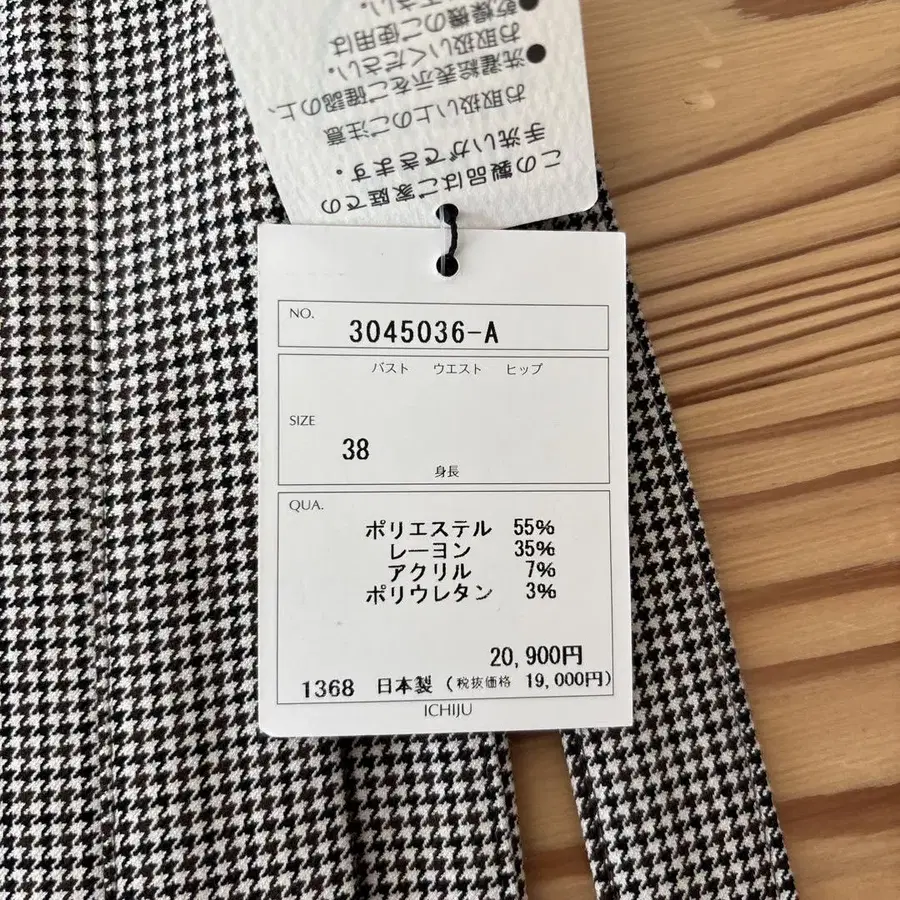 この製品はご家庭での
手洗いができます。
お取扱い上のご注意
●洗濯絵表示をご確認の上、
お取扱いください。
●乾燥機のご使用は
NO.
3045036-A
バスト ウエスト ヒップ
SIZE
38
身長
QUA.
ポリエステル 55%
レーヨン 35%
アクリル 7%
ポリウレタン 3%
20,900円
1368 日本製 (税抜価格 19,000円)
ICHIJU